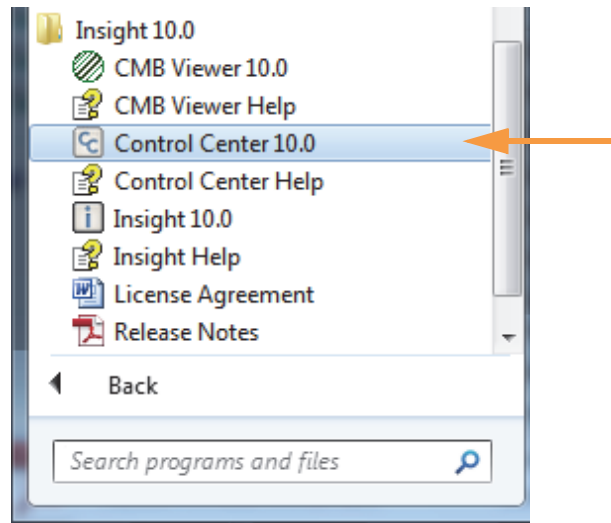 Insight 10.0
CMB Viewer 10.0
CMB Viewer Help
Control Center 10.0
Control Center Help
Insight 10.0
Insight Help
License Agreement
Release Notes
Back
Search programs and files